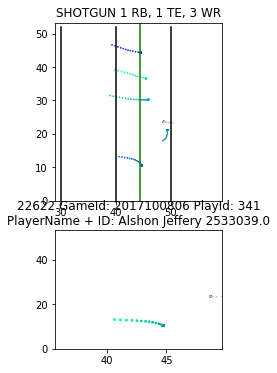 SHOTGUN 1 RB, 1 TE, 3 WR
50
40
30
20
10
0
30 40 50
22622 GameId: 2017100806 PlayId: 341
PlayerName + ID: Alshon Jeffery 2533039.0
40
20
0
40 45